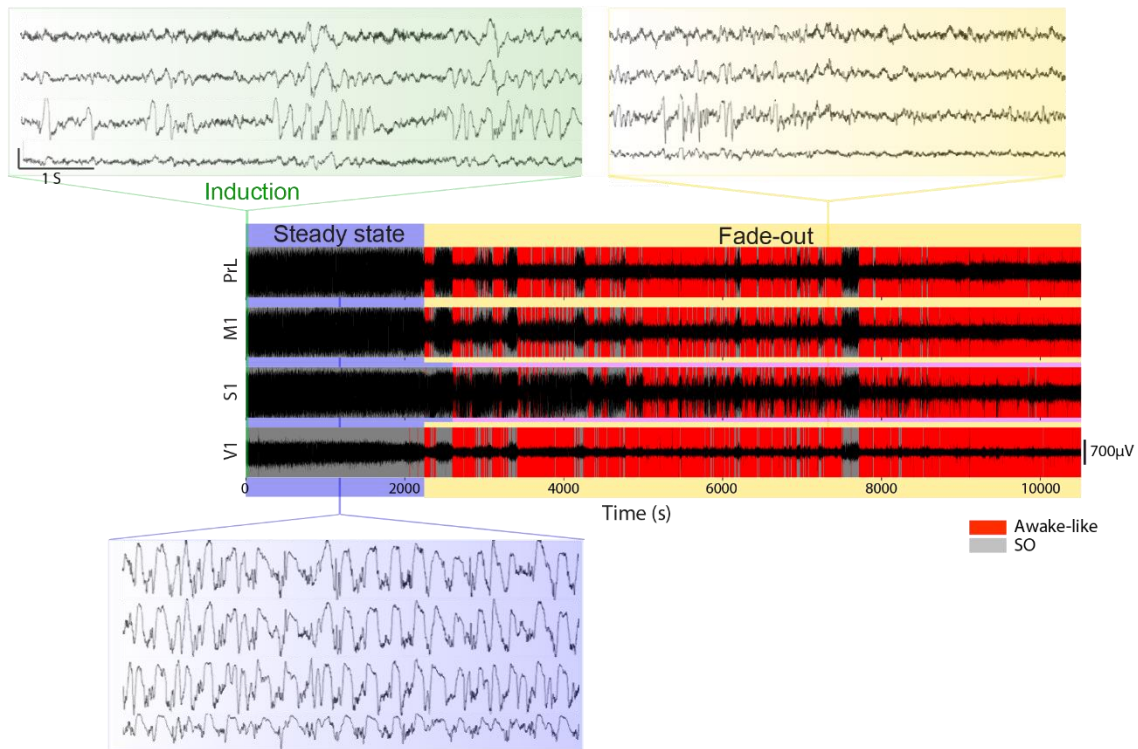 1 S
Induction
Steady state
Fade-out
PrL
M1
S1
V1
700µV
0
2000
4000
6000
8000
10000
Time (s)
Awake-like
SO